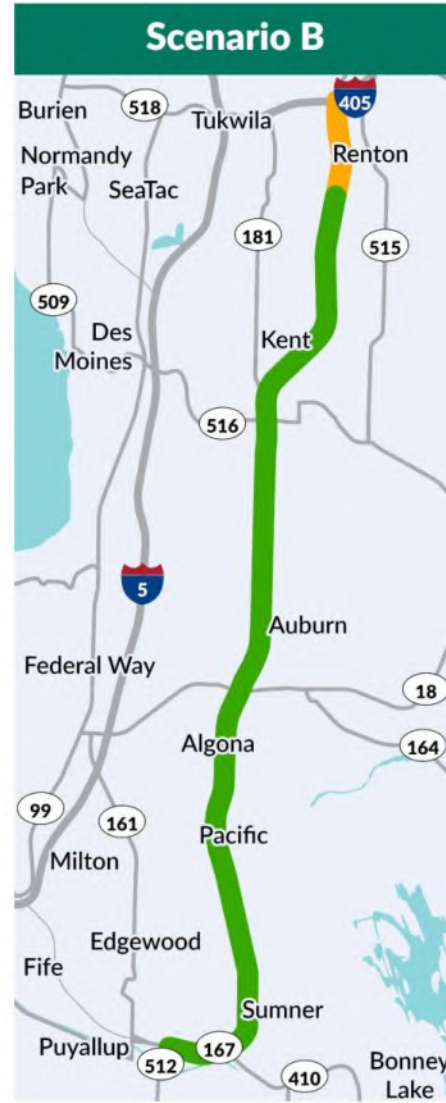 Scenario B
405
Burien
518
Tukwila
Normandy
Park
SeaTac
Renton
181
515
509
Des
Moines
Kent
516
5
Auburn
Federal Way
18
Algona
164
99
161
Pacific
Milton
Edgewood
Fife
Sumner
Puyallup
512
167
410
Bonney
Lake